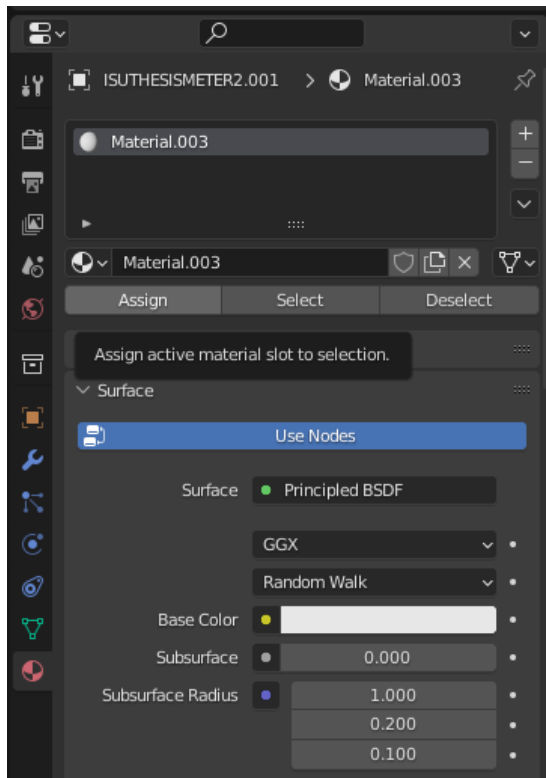 ISUTHESISMETER2.001 > Material.003
Material.003
Material.003
Assign Select Deselect
Assign active material slot to selection.
Surface
Use Nodes
Surface Principled BSDF
GGX
Random Walk
Base Color
Subsurface 0.000
Subsurface Radius 1.000
0.200
0.100